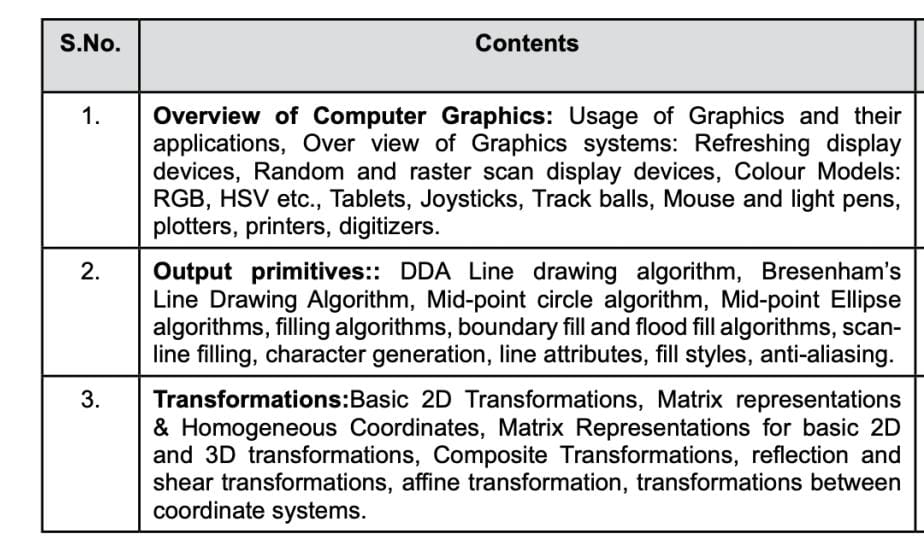 S.No. Contents
1. Overview of Computer Graphics: Usage of Graphics and their
applications, Over view of Graphics systems: Refreshing display
devices, Random and raster scan display devices, Colour Models:
RGB, HSV etc., Tablets, Joysticks, Track balls, Mouse and light pens,
plotters, printers, digitizers.
2. Output primitives:: DDA Line drawing algorithm, Bresenham's
Line Drawing Algorithm, Mid-point circle algorithm, Mid-point Ellipse
algorithms, filling algorithms, boundary fill and flood fill algorithms, scan-
line filling, character generation, line attributes, fill styles, anti-aliasing.
3. Transformations:Basic 2D Transformations, Matrix representations
& Homogeneous Coordinates, Matrix Representations for basic 2D
and 3D transformations, Composite Transformations, reflection and
shear transformations, affine transformation, transformations between
coordinate systems.